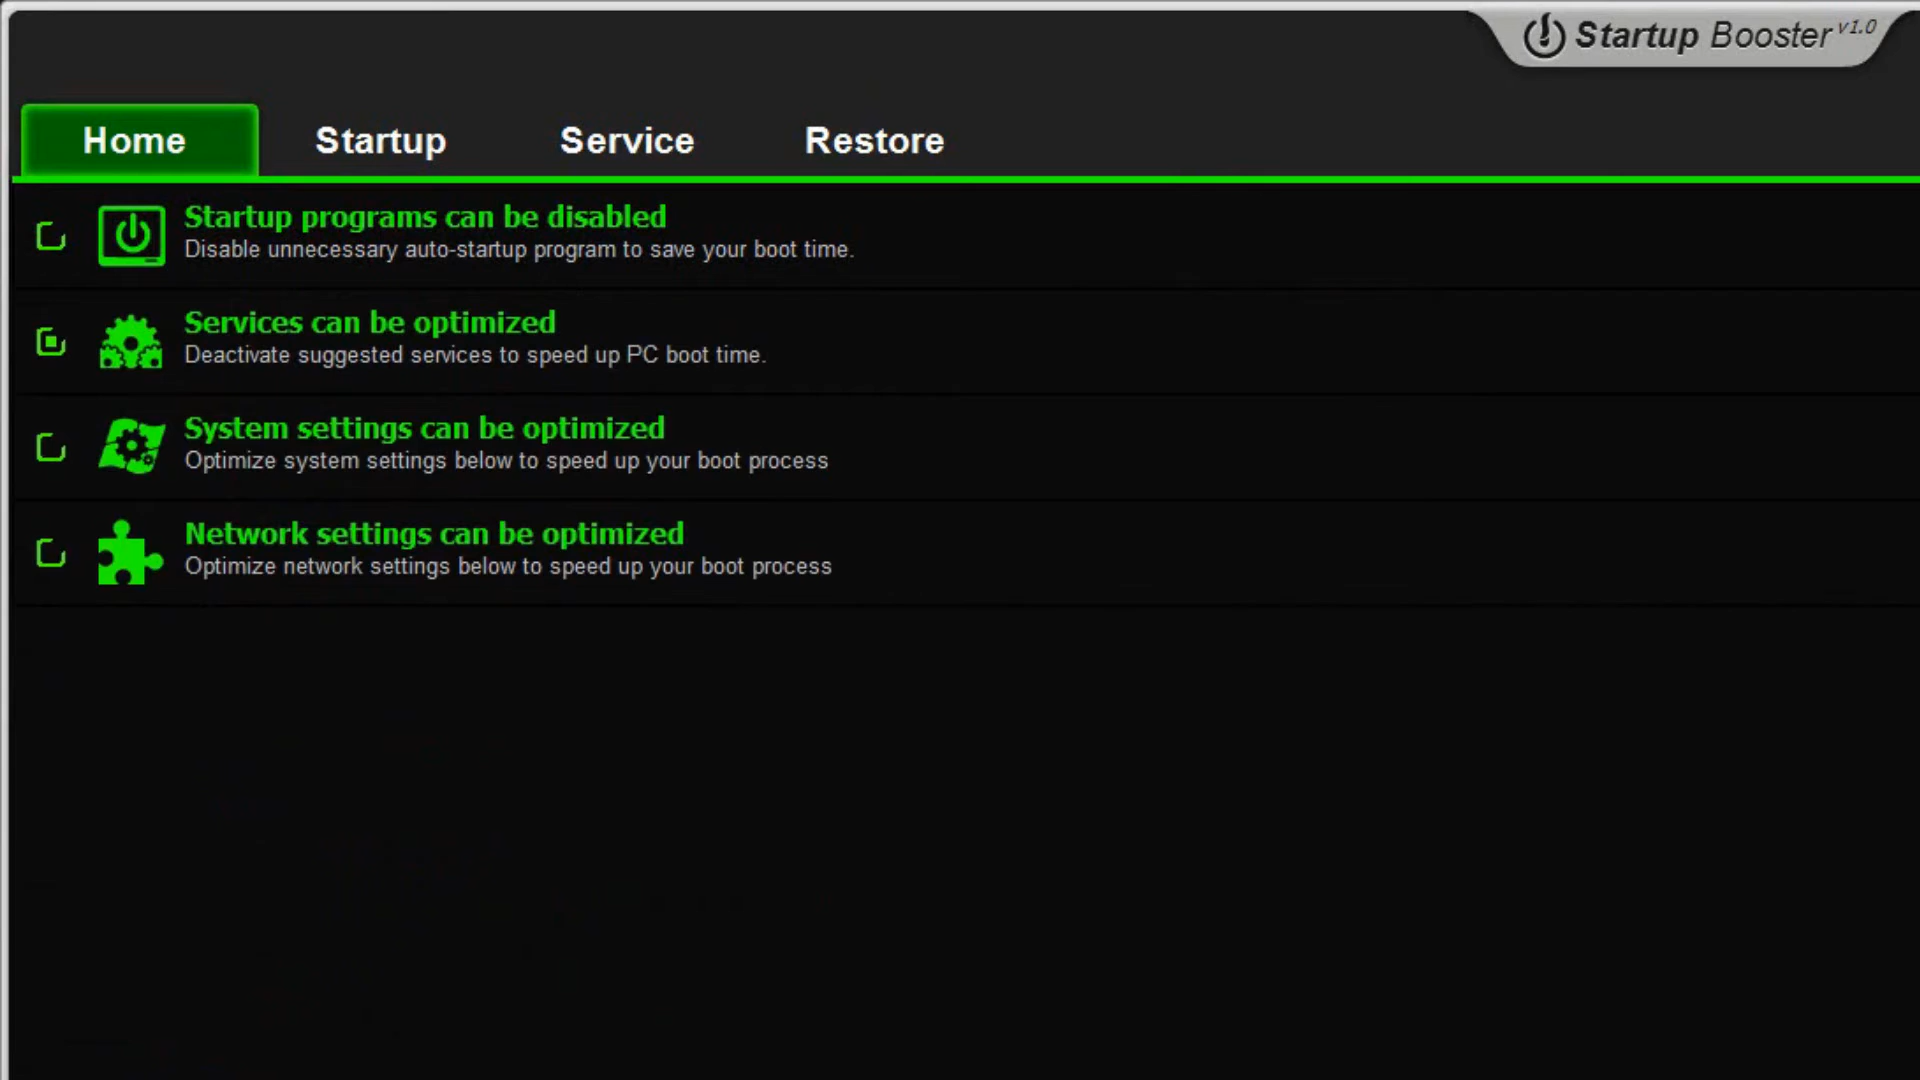 Startup Booster v1.0
Home Startup Service Restore
Startup programs can be disabled
Disable unnecessary auto-startup program to save your boot time.
Services can be optimized
Deactivate suggested services to speed up PC boot time.
System settings can be optimized
Optimize system settings below to speed up your boot process
Network settings can be optimized
Optimize network settings below to speed up your boot process